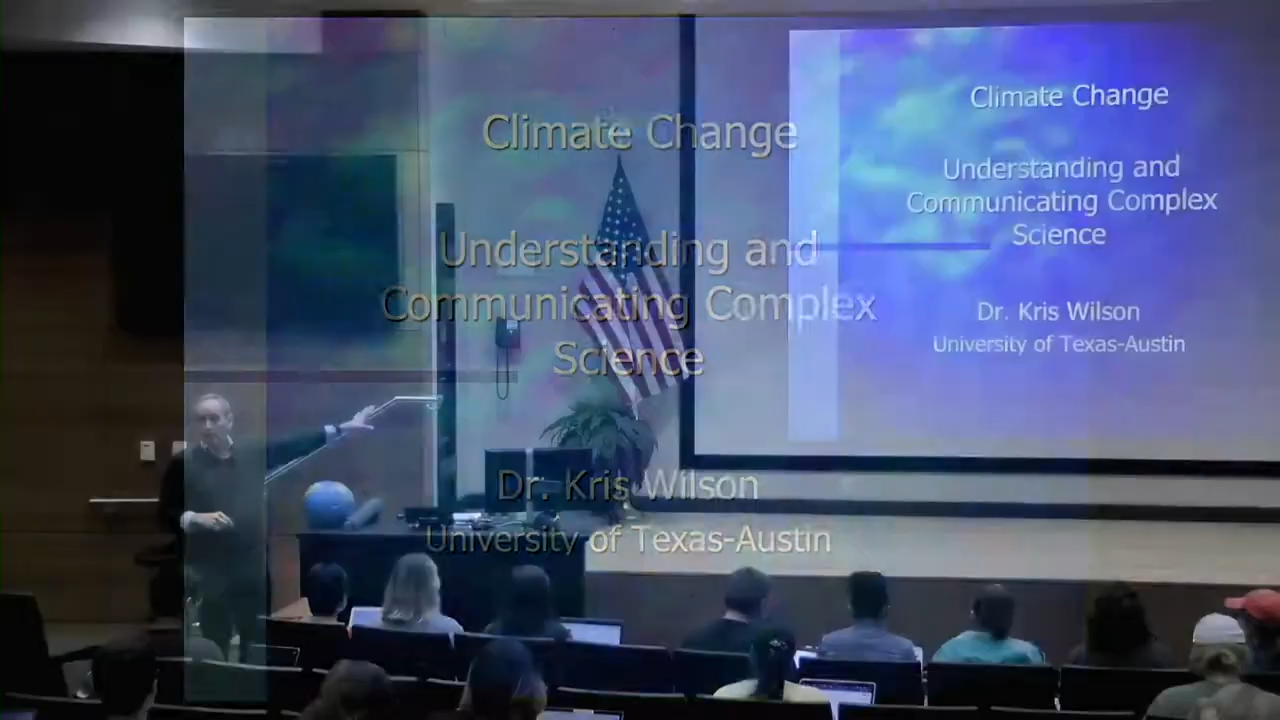 Climate Change
Understanding and
Communicating Complex
Science
Dr. Kris Wilson
University of Texas-Austin
Climate Change
Understanding and
Communicating Complex
Science
Dr. Kris Wilson
University of Texas-Austin